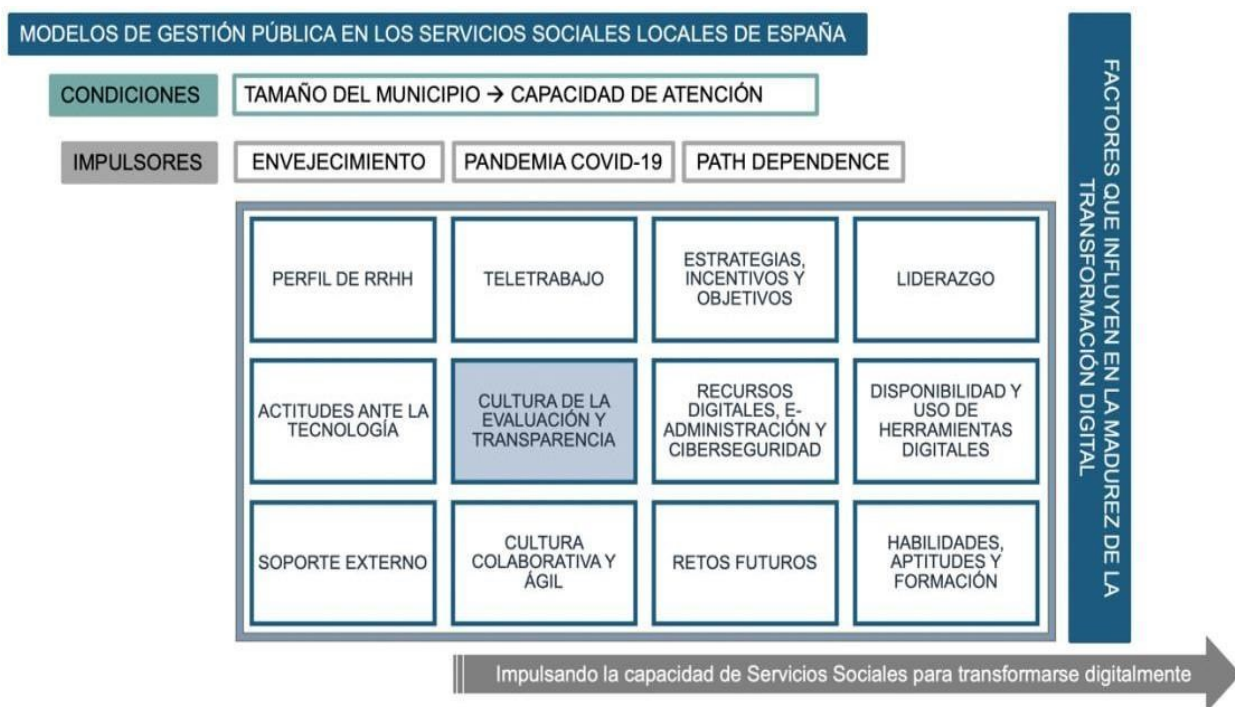 MODELOS DE GESTIÓN PÚBLICA EN LOS SERVICIOS SOCIALES LOCALES DE ESPAÑA
CONDICIONES
TAMAÑO DEL MUNICIPIO → CAPACIDAD DE ATENCIÓN
IMPULSORES
ENVEJECIMIENTO
PANDEMIA COVID-19
PATH DEPENDENCE
PERFIL DE RRHH
TELETRABAJO
ESTRATEGIAS,
INCENTIVOS Y
OBJETIVOS
LIDERAZGO
ACTITUDES ANTE LA
TECNOLOGÍA
CULTURA DE LA
EVALUACIÓN Y
TRANSPARENCIA
RECURSOS
DIGITALES, E-
ADMINISTRACIÓN Y
CIBERSEGURIDAD
DISPONIBILIDAD Y
USO DE
HERRAMIENTAS
DIGITALES
SOPORTE EXTERNO
CULTURA
COLABORATIVA Y
ÁGIL
RETOS FUTUROS
HABILIDADES,
APTITUDES Y
FORMACIÓN
FACTORES QUE INFLUYEN EN LA MADUREZ DE LA
TRANSFORMACIÓN DIGITAL
Impulsando la capacidad de Servicios Sociales para transformarse digitalmente